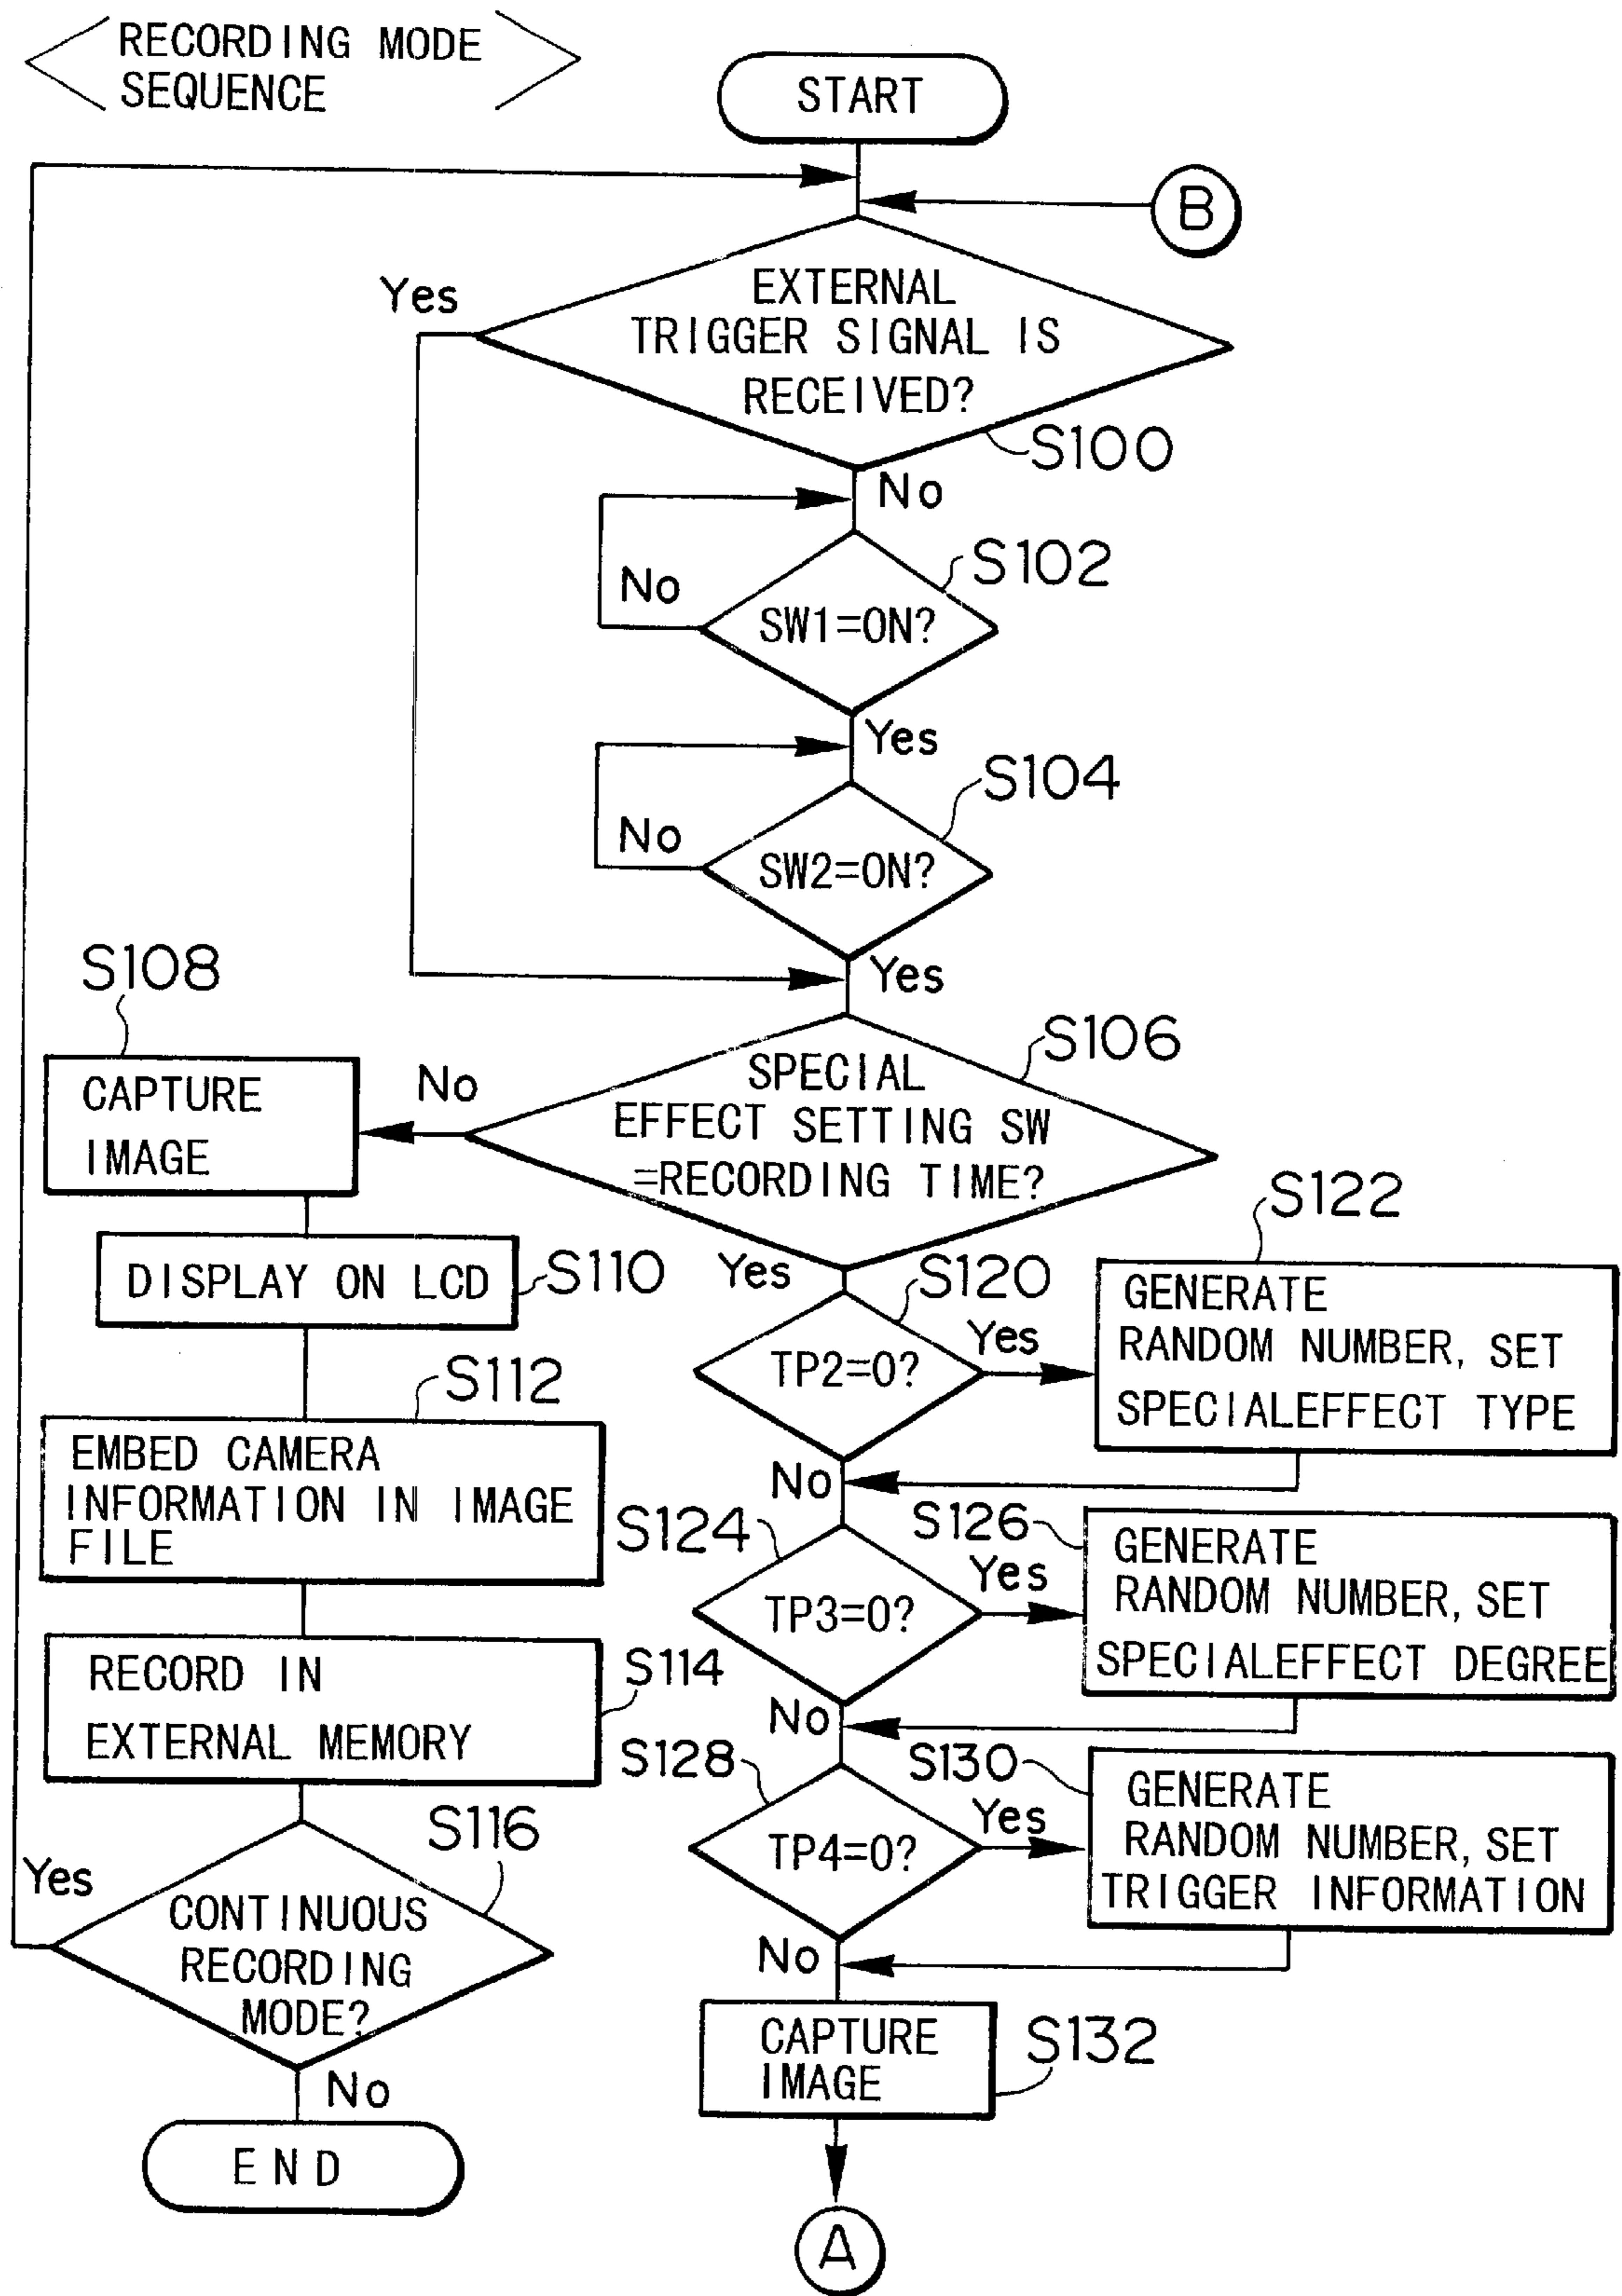 RECORDING MODE
SEQUENCE
START
B
Yes
EXTERNAL
TRIGGER SIGNAL IS
RECEIVED?
S100
No
S102
No
SW1=ON?
Yes
S104
No
SW2=ON?
Yes
S108
S106
CAPTURE
IMAGE
No
SPECIAL
EFFECT SETTING SW
=RECORDING TIME?
DISPLAY ON LCD
S110
Yes
S120
S122
TP2=0?
Yes
GENERATE
RANDOM NUMBER, SET
SPECIALEFFECT TYPE
S112
EMBED CAMERA
INFORMATION IN IMAGE
FILE
No
S124
S126
TP3=0?
Yes
GENERATE
RANDOM NUMBER, SET
SPECIALEFFECT DEGREE
RECORD IN
EXTERNAL MEMORY
S114
No
S128
S130
TP4=0?
Yes
GENERATE
RANDOM NUMBER, SET
TRIGGER INFORMATION
S116
Yes
CONTINUOUS
RECORDING
MODE?
No
No
CAPTURE
IMAGE
S132
END
A